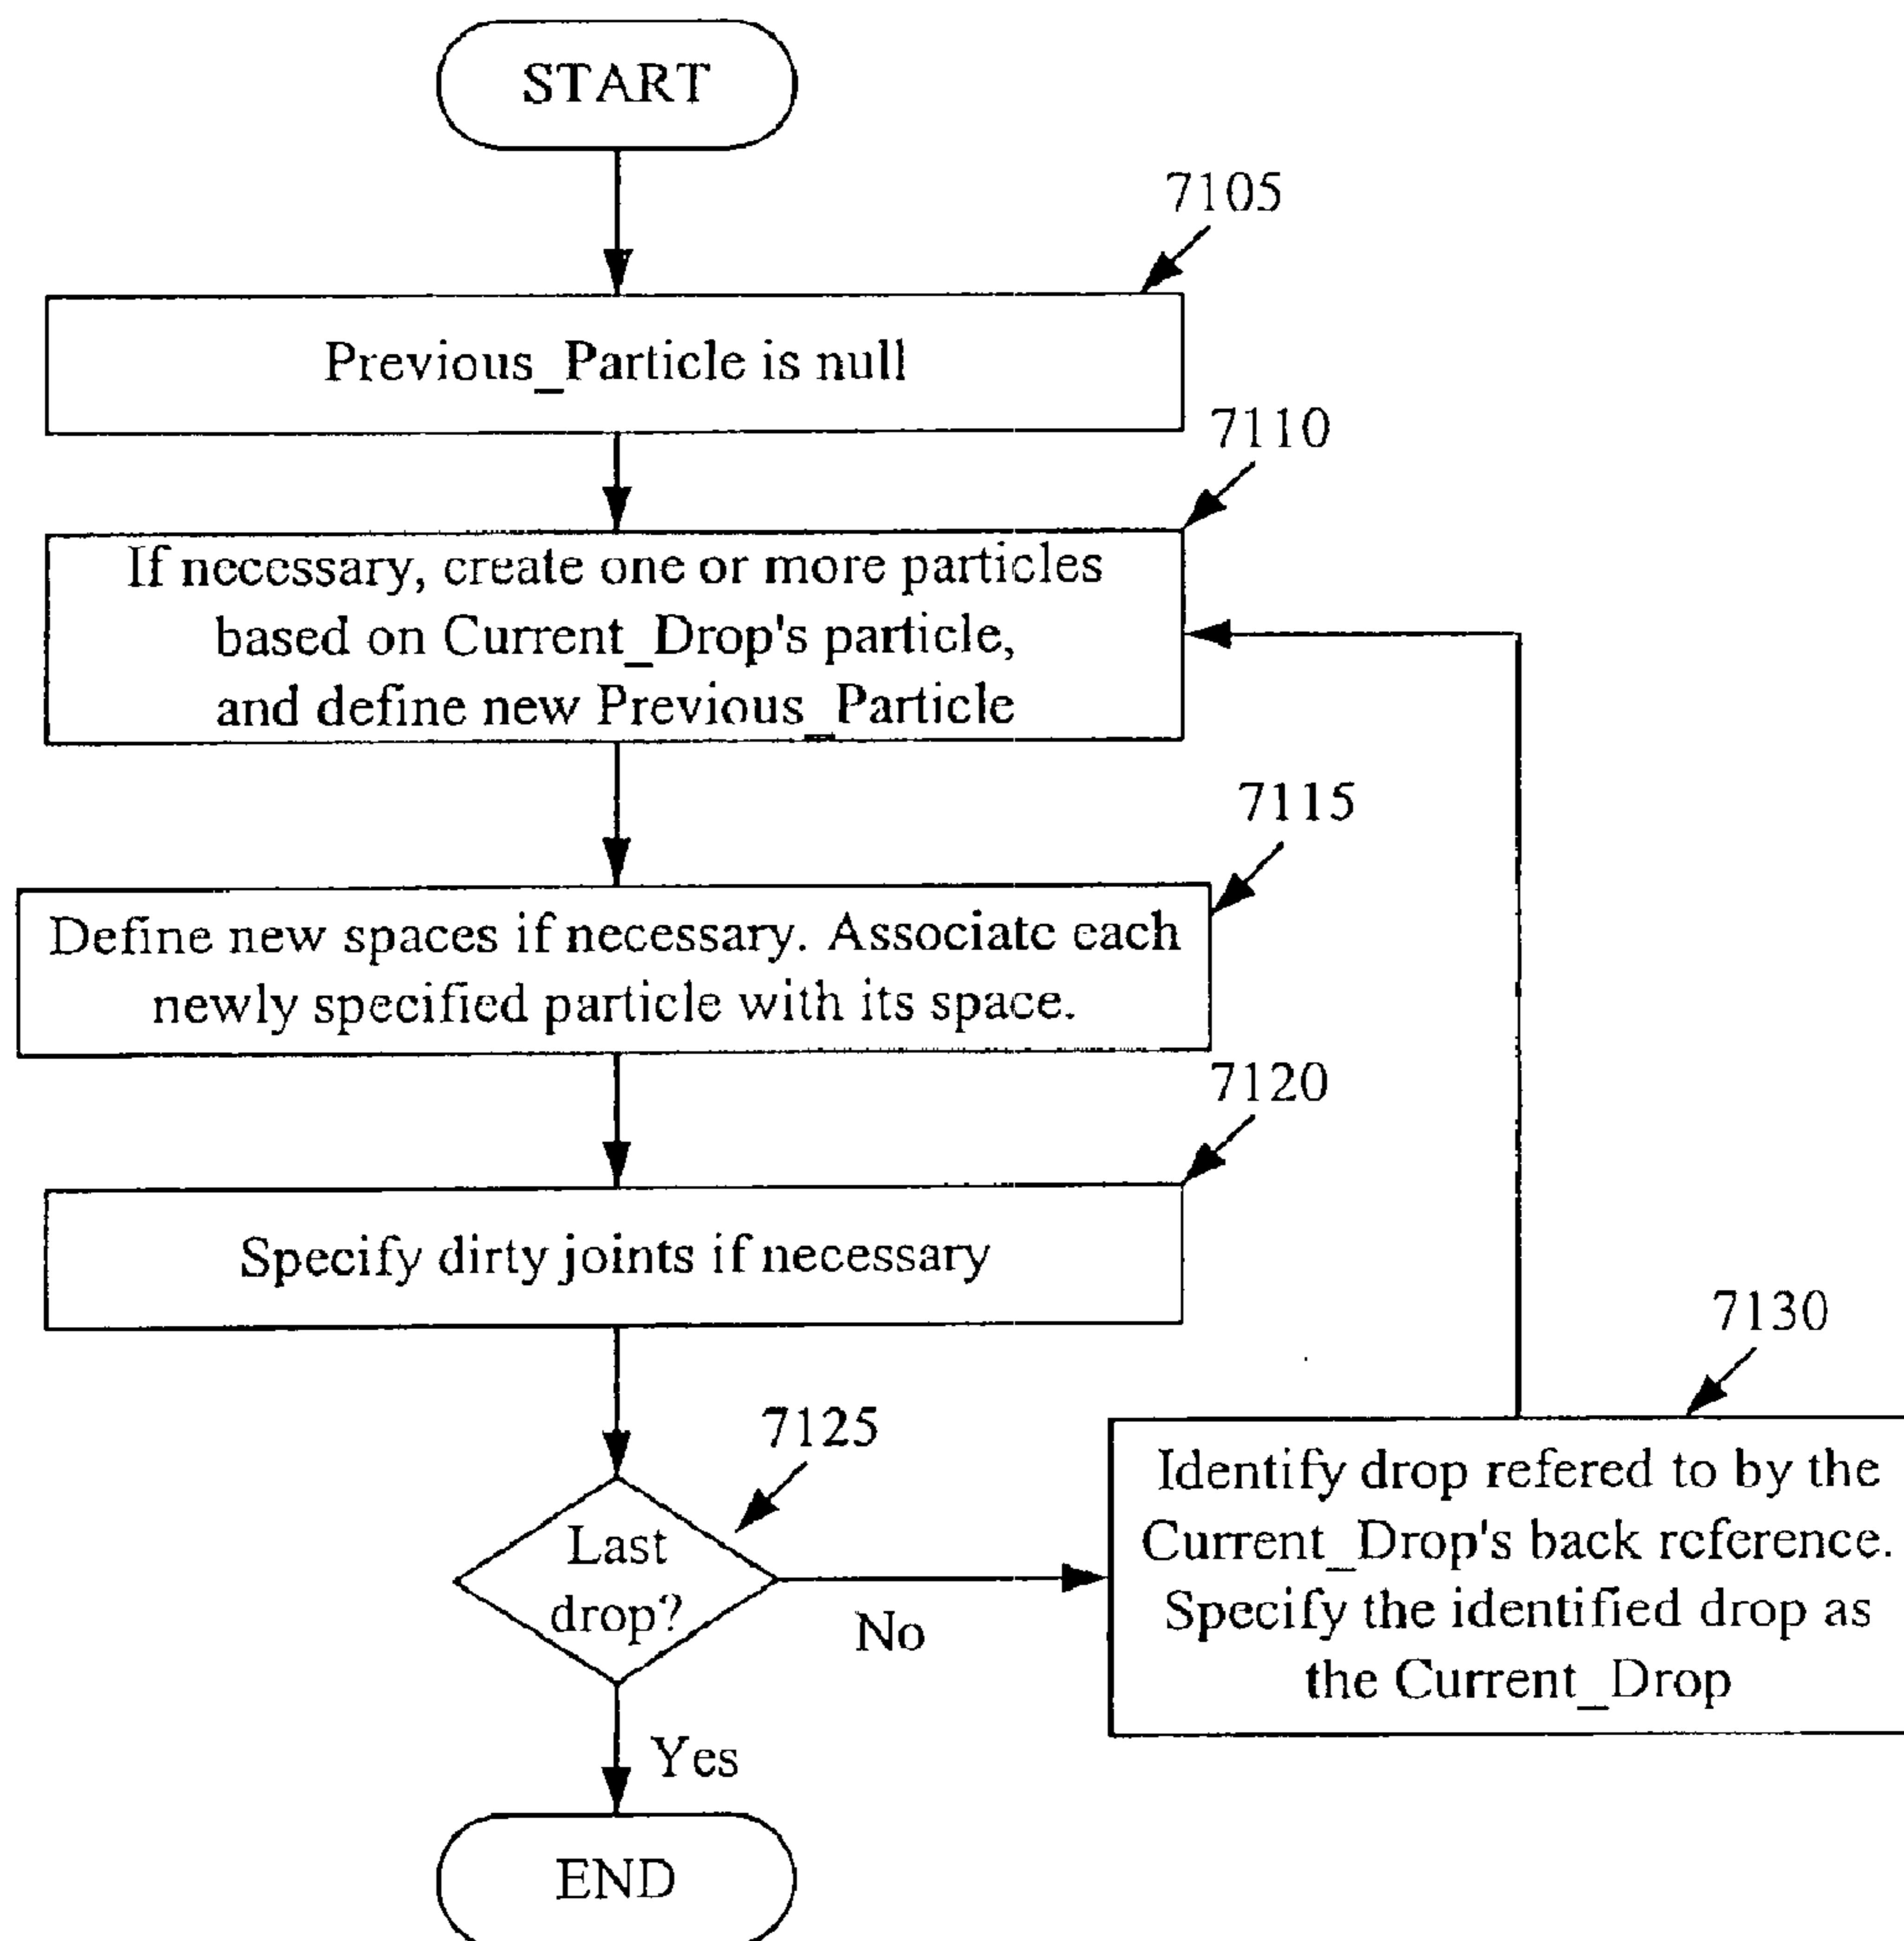 START
7105
Previous_Particle is null
7110
If necessary, create one or more particles
based on Current_Drop's particle,
and define new Previous_Particle
7115
Define new spaces if necessary. Associate each
newly specified particle with its space.
7120
Specify dirty joints if necessary
7125
Last
drop?
No
7130
Identify drop refered to by the
Current_Drop's back reference.
Specify the identified drop as
the Current_Drop
Yes
END